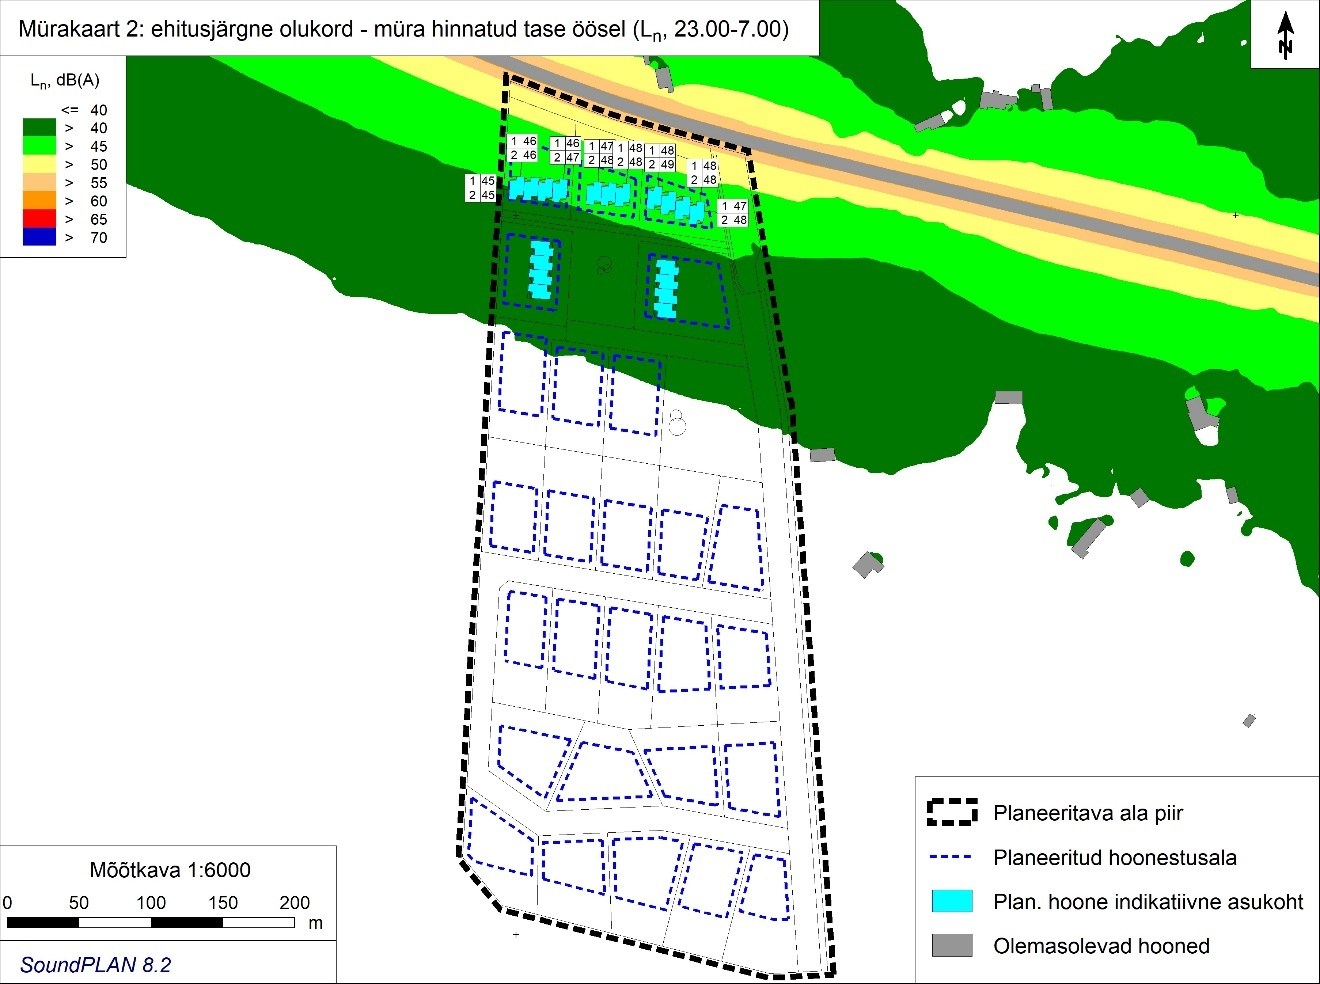 Mürakaart 2: ehitusjärgne olukord - müra hinnatud tase öösel (Ln, 23.00-7.00)
N
Ln, dB(A)
<= 40
> 40
> 45
> 50
> 55
> 60
> 65
> 70
1 46
2 46
1 46
2 47
1 47
2 48
1 48
2 48
1 48
2 49
1 48
2 48
1 45
2 45
1 47
2 48
Planeeritava ala piir
Planeeritud hoonestusala
Plan. hoone indikatiivne asukoht
Olemasolevad hooned
Mõõtkava 1:6000
0 50 100 150 200
m
SoundPLAN 8.2